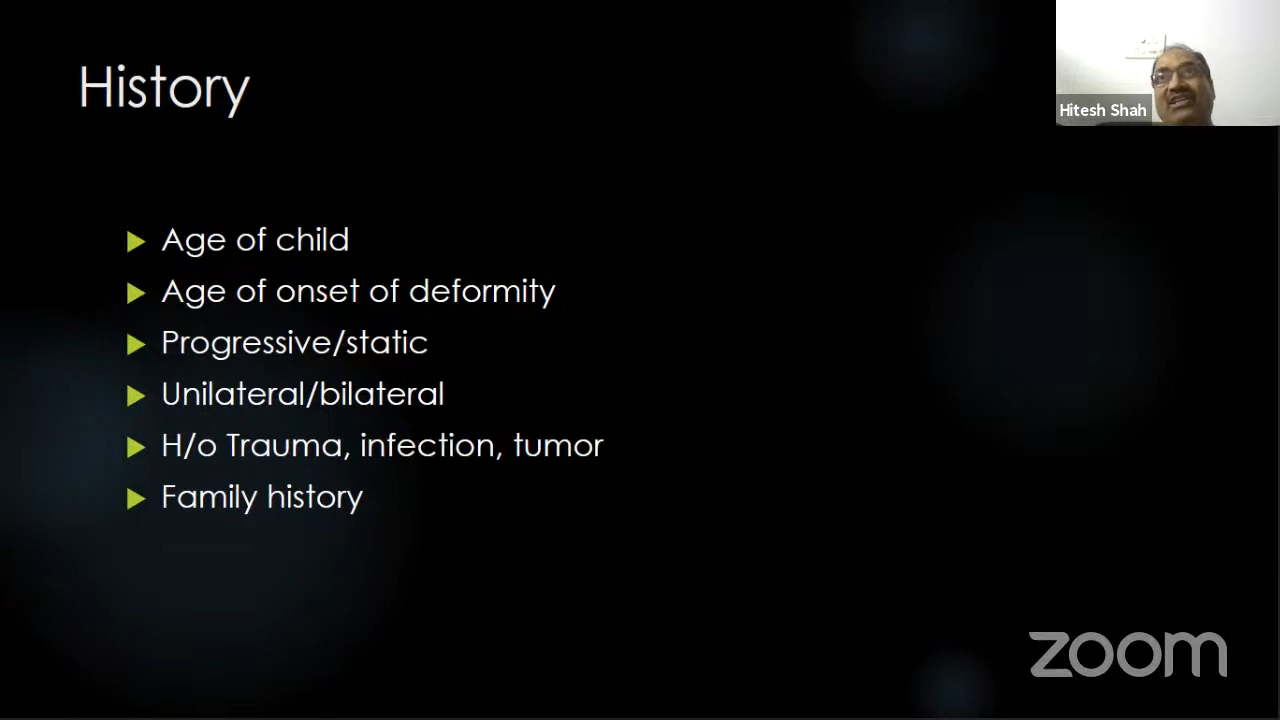 History
Hitesh Shah
Age of child
Age of onset of deformity
Progressive/static
Unilateral/bilateral
H/o Trauma, infection, tumor
Family history
zoom